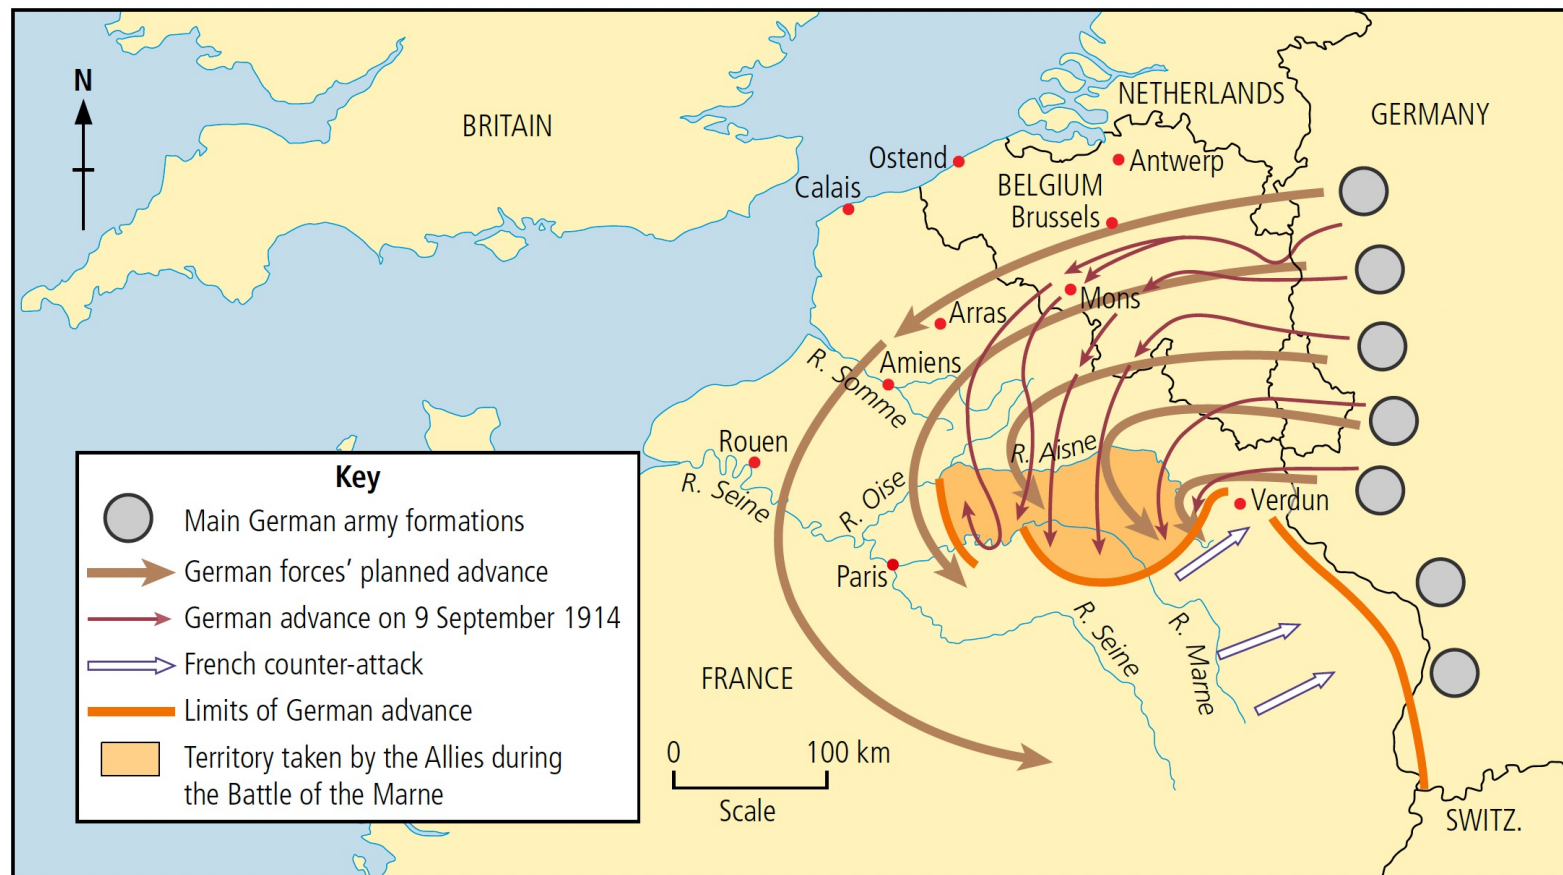 N
BRITAIN
NETHERLANDS
GERMANY
Ostend
Antwerp
Calais
BELGIUM
Brussels
Mons
Arras
Amiens
R. Somme
Rouen
R. Seine
R. Oise
R. Aisne
Verdun
Paris
R. Seine
R. Marne
FRANCE
0 100 km
Scale
SWITZ.
Key
Main German army formations
German forces’ planned advance
German advance on 9 September 1914
French counter-attack
Limits of German advance
Territory taken by the Allies during
the Battle of the Marne